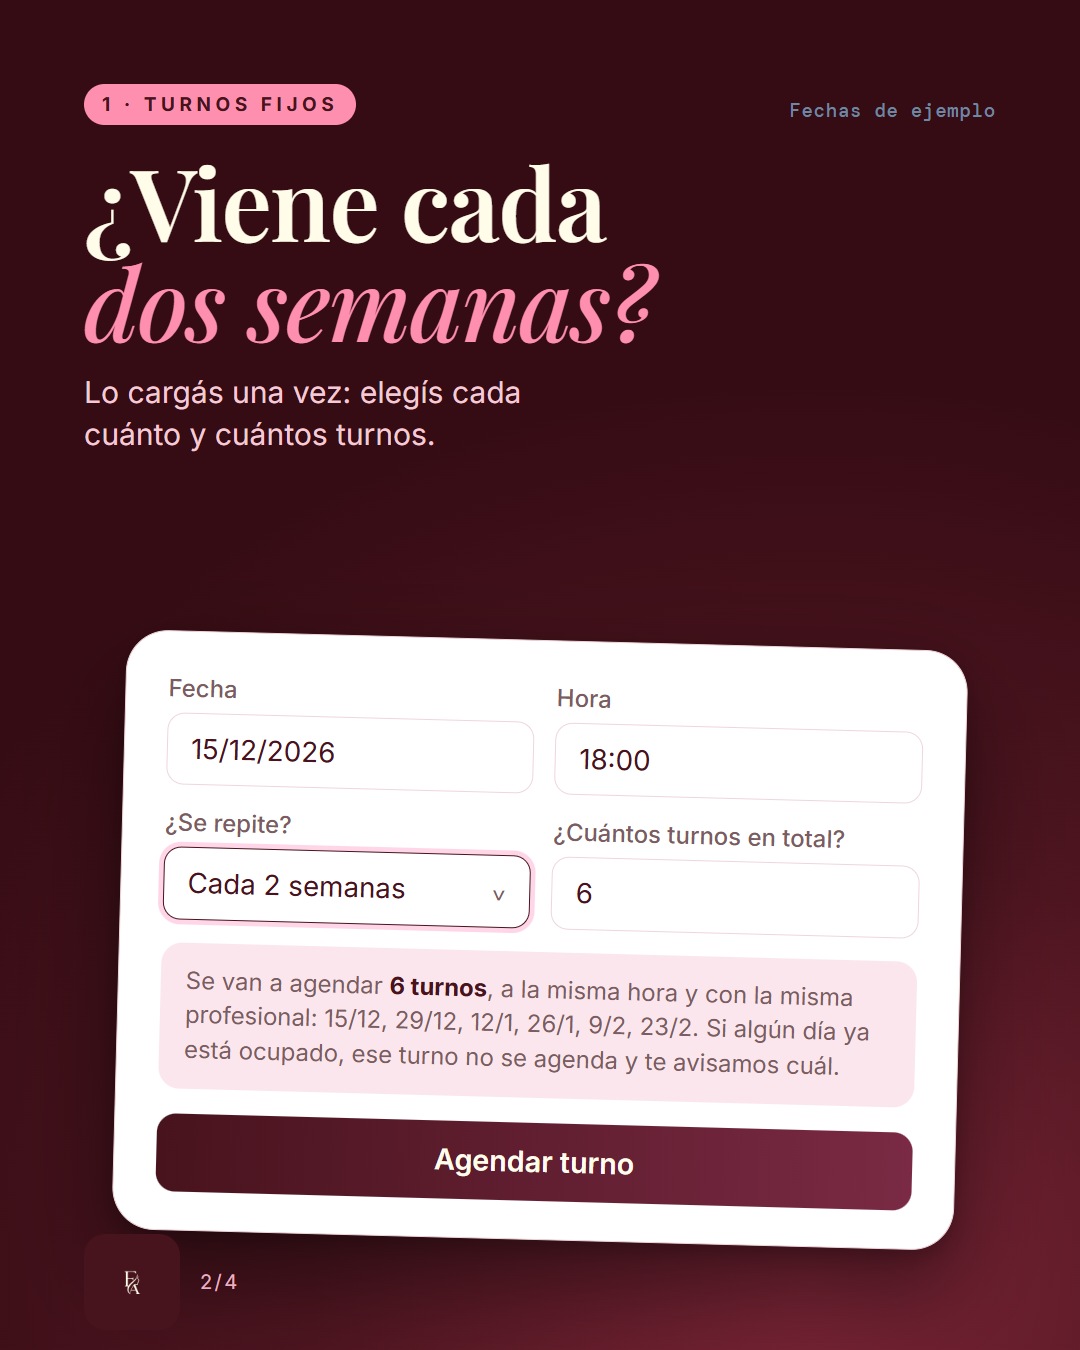 1 · TURNOS FIJOS
Fechas de ejemplo
¿Viene cada
dos semanas?
Lo cargás una vez: elegís cada
cuánto y cuántos turnos.
Fecha
Hora
15/12/2026
18:00
¿Se repite?
¿Cuántos turnos en total?
Cada 2 semanas
6
Se van a agendar 6 turnos, a la misma hora y con la misma
profesional: 15/12, 29/12, 12/1, 26/1, 9/2, 23/2. Si algún día ya
está ocupado, ese turno no se agenda y te avisamos cuál.
Agendar turno
2/4